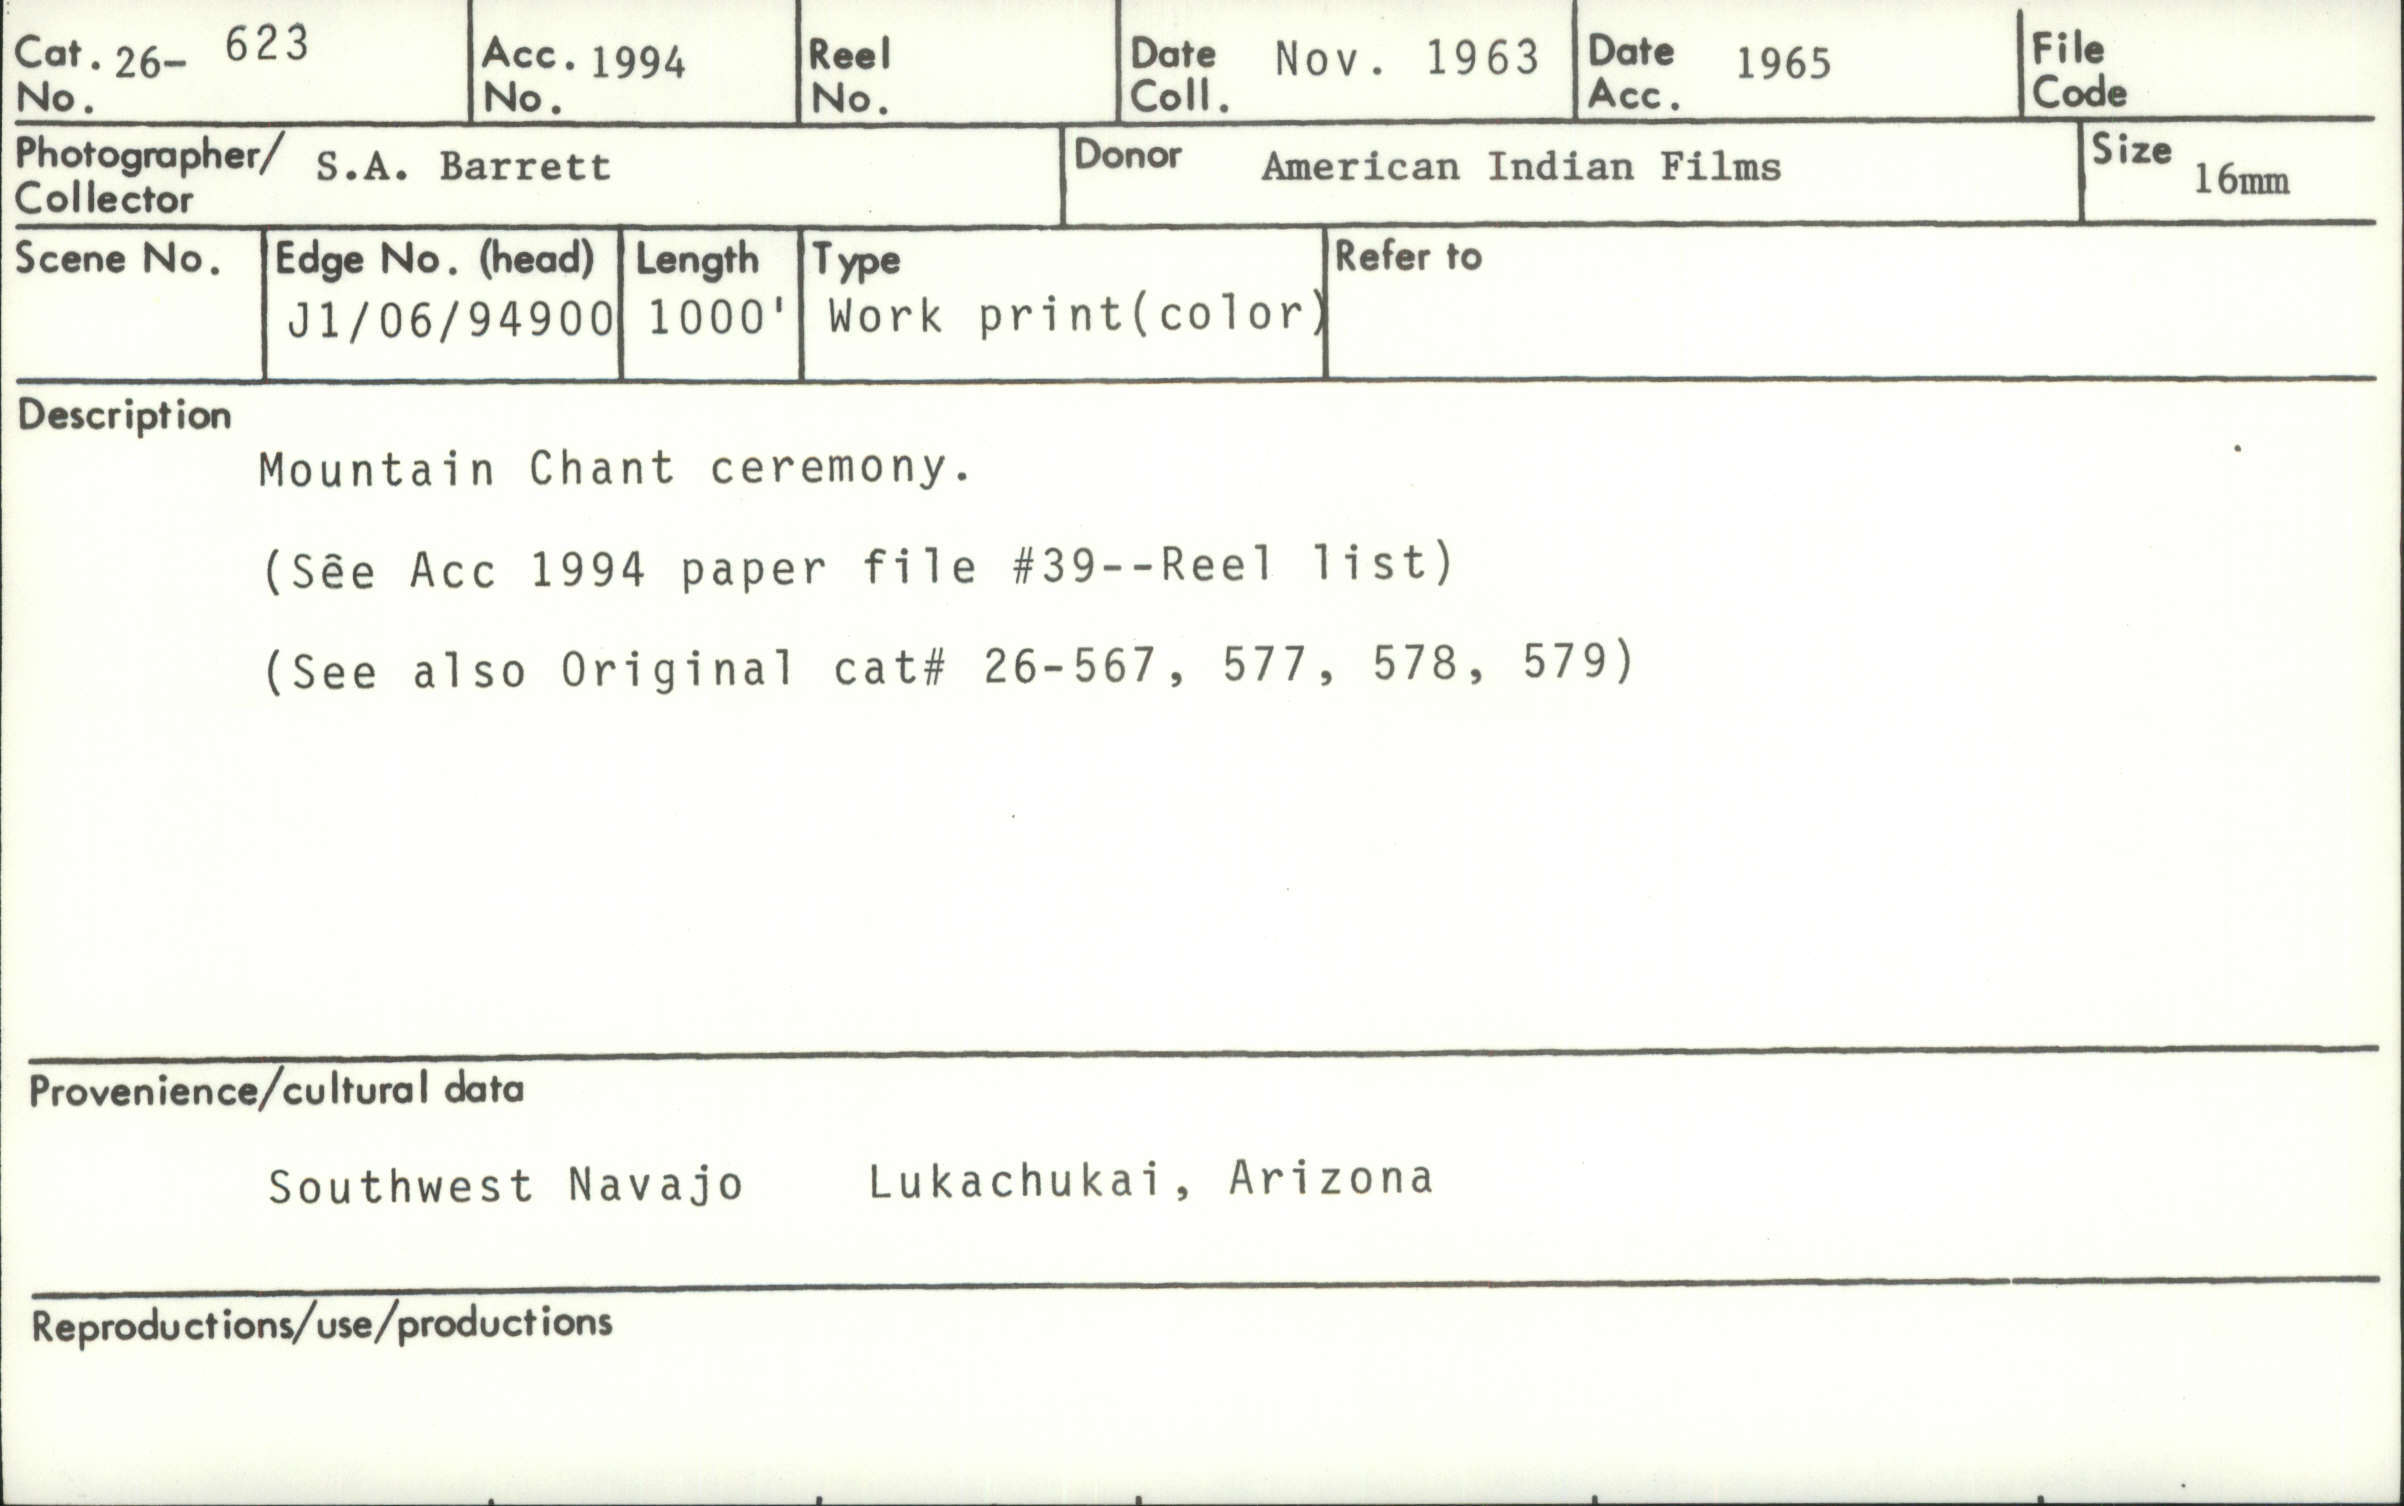 Cat. No. 26- 623 Acc. No. 1994 Reel No. Date Coll. Nov. 1963 Date Acc. 1965 File Code
Photographer/ Collector S.A. Barrett Donor American Indian Films Size 16mm
Scene No. Edge No. (head) Length Type Refer to
J1/06/94900 1000' Work print(color)
Description
Mountain Chant ceremony.
(See Acc 1994 paper file #39--Reel list)
(See also Original cat# 26-567, 577, 578, 579)
Provenience/cultural data
Southwest Navajo Lukachukai, Arizona
Reproductions/use/productions